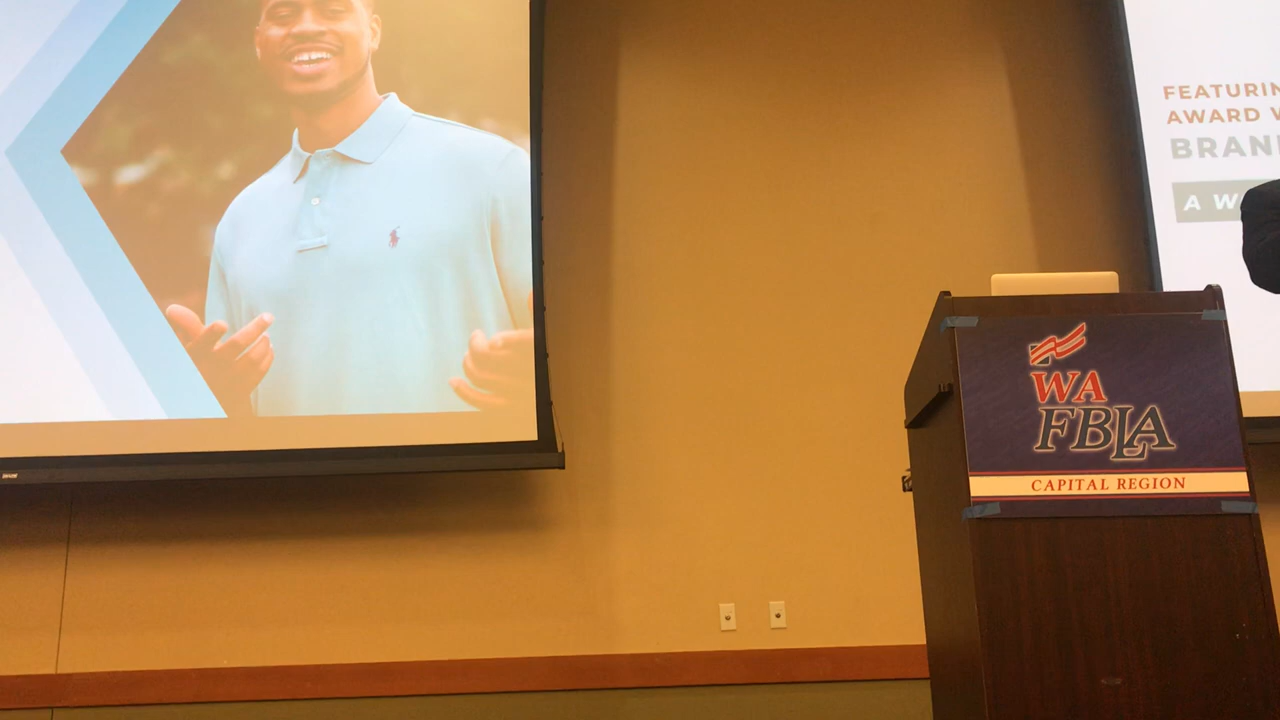 FEATURIN
AWARD
BRAN
A W
WA
FBLA
CAPITAL REGION